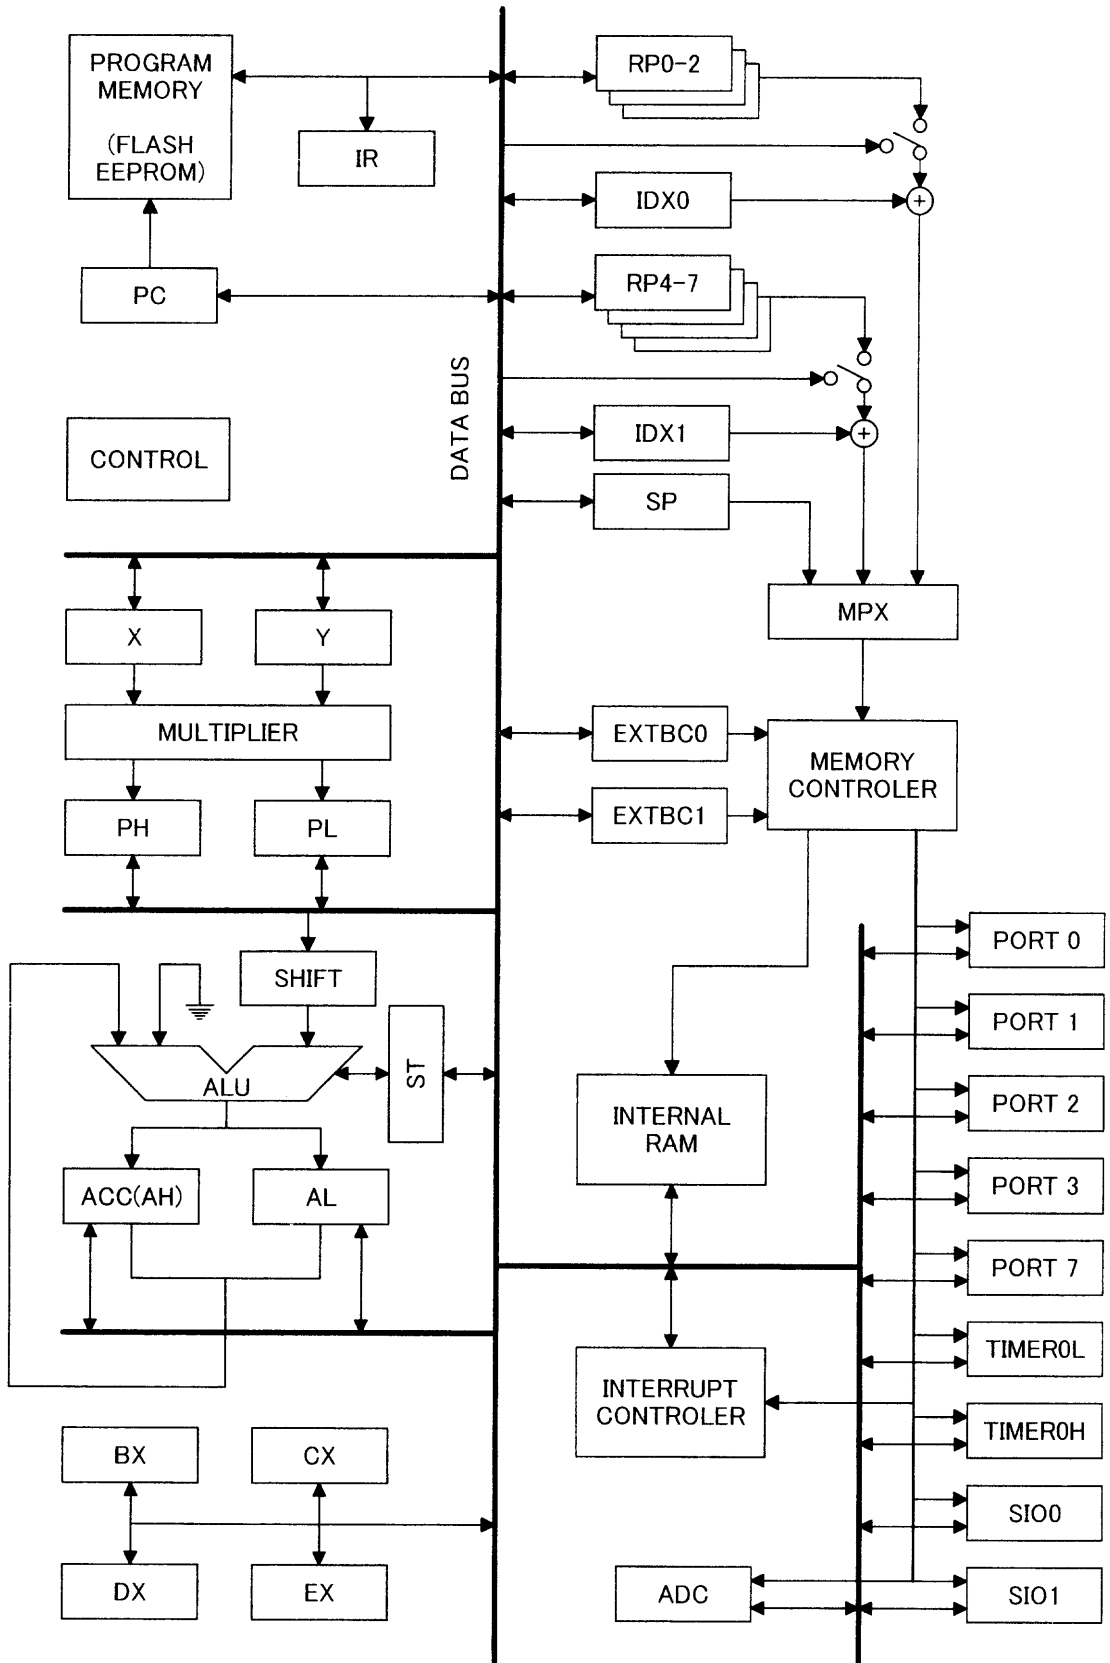 PROGRAM
MEMORY
(FLASH
EEPROM)
IR
PC
CONTROL
DATA BUS
RP0-2
IDX0
+
RP4-7
IDX1
+
SP
MPX
X
Y
MULTIPLIER
PH
PL
EXTBC0
EXTBC1
MEMORY
CONTROLER
SHIFT
ALU
ST
ACC(AH)
AL
INTERNAL
RAM
INTERRUPT
CONTROLER
BX
CX
DX
EX
ADC
PORT 0
PORT 1
PORT 2
PORT 3
PORT 7
TIMER0L
TIMER0H
SIO0
SIO1